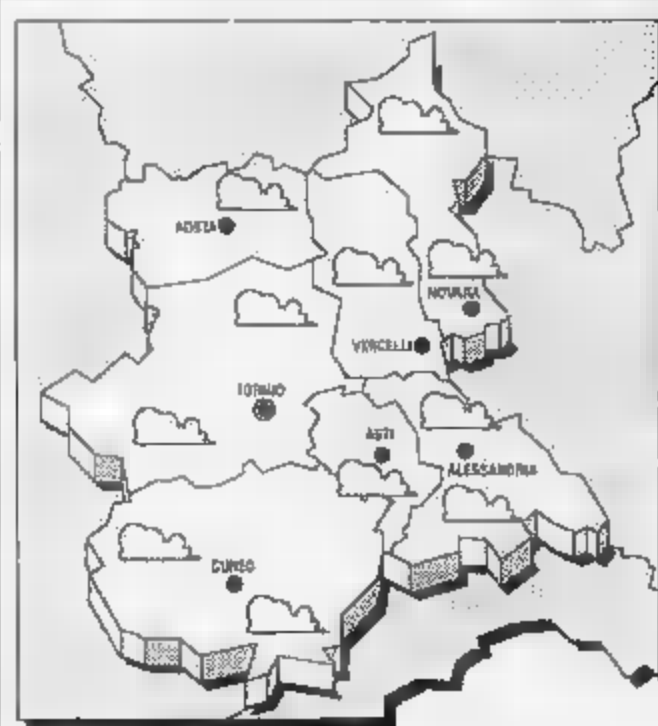 AOSTA
NOVARA
VERCELLI
TORINO
ASTI
ALESSANDRIA
CUNEO